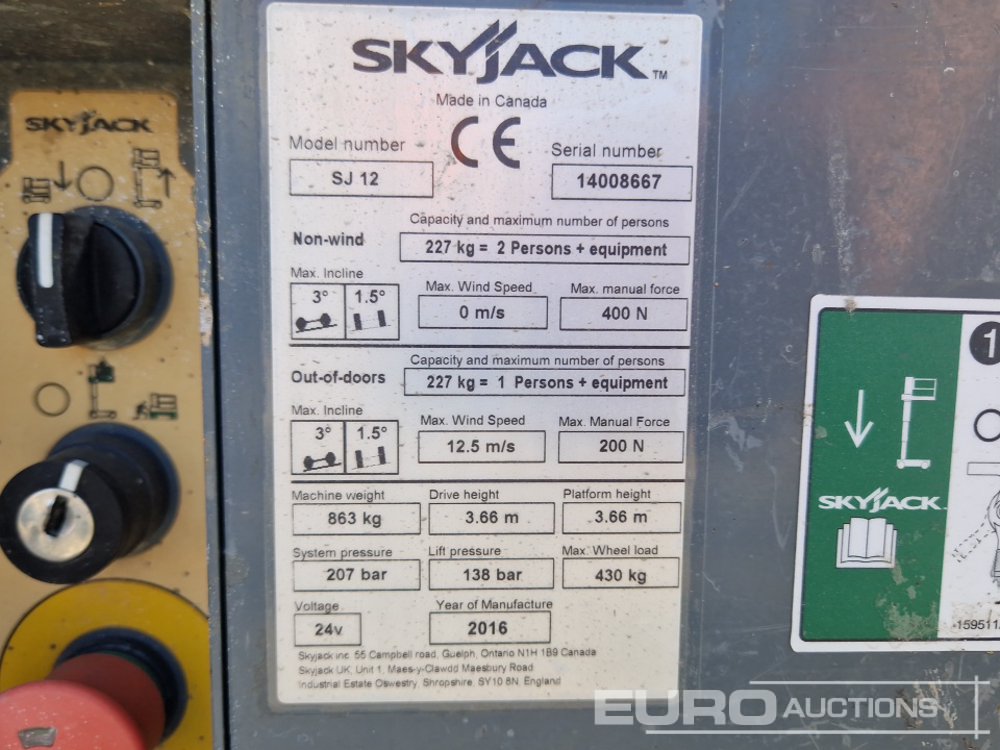 SKYJACK
SKYJACK™
Made in Canada
CE
Model number
SJ 12
Serial number
14008667
Capacity and maximum number of persons
Non-wind
227 kg = 2 Persons + equipment
Max. Incline
3° 1.5°
Max. Wind Speed
0 m/s
Max. manual force
400 N
Capacity and maximum number of persons
Out-of-doors
227 kg = 1 Persons + equipment
Max. Incline
3° 1.5°
Max. Wind Speed
12.5 m/s
Max. Manual Force
200 N
Machine weight
863 kg
Drive height
3.66 m
Platform height
3.66 m
System pressure
207 bar
Lift pressure
138 bar
Max. Wheel load
430 kg
Voltage
24v
Year of Manufacture
2016
Skyjack inc. 55 Campbell road, Guelph, Ontario N1H 1B9 Canada
Skyjack UK, Unit 1, Maes-y-Clawdd Maesbury Road
Industrial Estate Oswestry, Shropshire, SY10 8N, England
1
SKYJACK
159511
EURO AUCTIONS